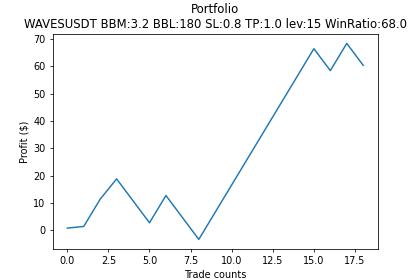 Portfolio
WAVESUSDT BBM:3.2 BBL:180 SL:0.8 TP:1.0 lev:15 WinRatio:68.0
70
60
50
40
30
20
10
0
Profit ($)
0.0 2.5 5.0 7.5 10.0 12.5 15.0 17.5
Trade counts